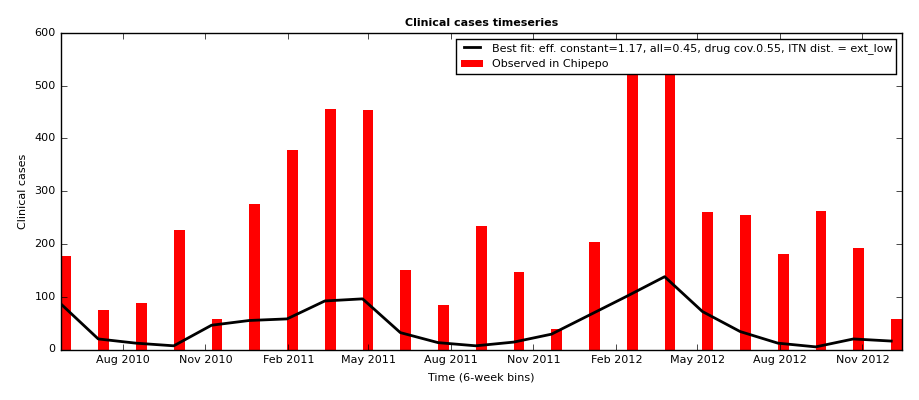 Clinical cases timeseries
600
500
400
300
200
100
0
Clinical cases
Best fit: eff. constant=1.17, all=0.45, drug cov.0.55, ITN dist. = ext_low
Observed in Chipepo
Aug 2010 Nov 2010 Feb 2011 May 2011 Aug 2011 Nov 2011 Feb 2012 May 2012 Aug 2012 Nov 2012
Time (6-week bins)